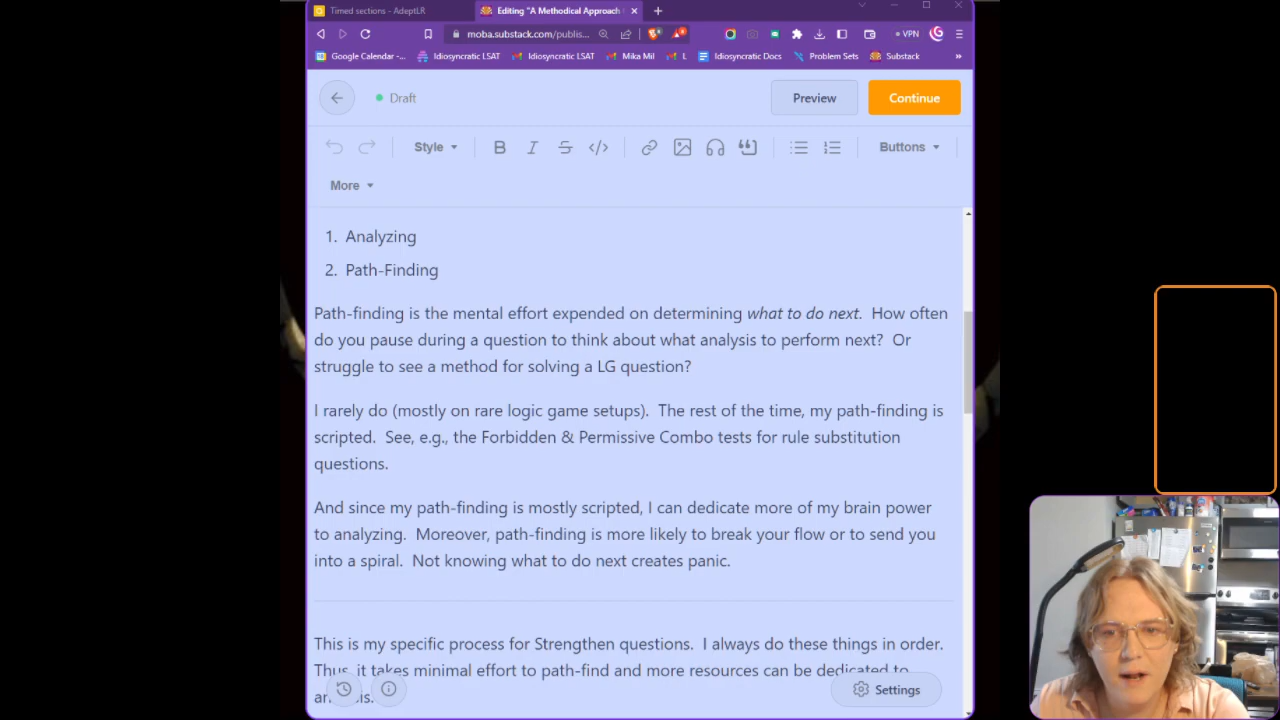 Timed sections - AdeptLR
Editing "A Methodical Approach
moba.substack.com/publis...
VPN
Google Calendar -...
Idiosyncratic LSAT
Idiosyncratic LSAT
Mika Mil
L
Idiosyncratic Docs
Problem Sets
Substack
»
Draft
Preview
Continue
Style
B
I
S
Buttons
More
1. Analyzing
2. Path-Finding
Path-finding is the mental effort expended on determining what to do next. How often
do you pause during a question to think about what analysis to perform next? Or
struggle to see a method for solving a LG question?
I rarely do (mostly on rare logic game setups). The rest of the time, my path-finding is
scripted. See, e.g., the Forbidden & Permissive Combo tests for rule substitution
questions.
And since my path-finding is mostly scripted, I can dedicate more of my brain power
to analyzing. Moreover, path-finding is more likely to break your flow or to send you
into a spiral. Not knowing what to do next creates panic.
This is my specific process for Strengthen questions. I always do these things in order.
Thus, it takes minimal effort to path-find and more resources can be dedicated to
Settings